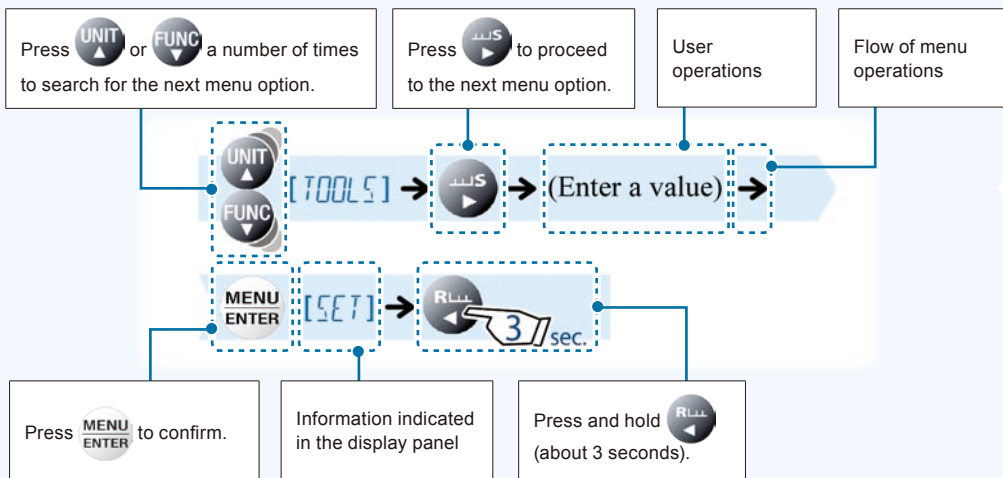 Press UNIT ▲ or FUNC ▼ a number of times
to search for the next menu option.
Press S ▶ to proceed
to the next menu option.
User
operations
Flow of menu
operations
UNIT
▲
FUNC
▼
[TOOLS] → S ▶ → (Enter a value) →
MENU
ENTER
[SET] → R ◀ 3 sec.
Press MENU ENTER to confirm.
Information indicated
in the display panel
Press and hold R ◀
(about 3 seconds).